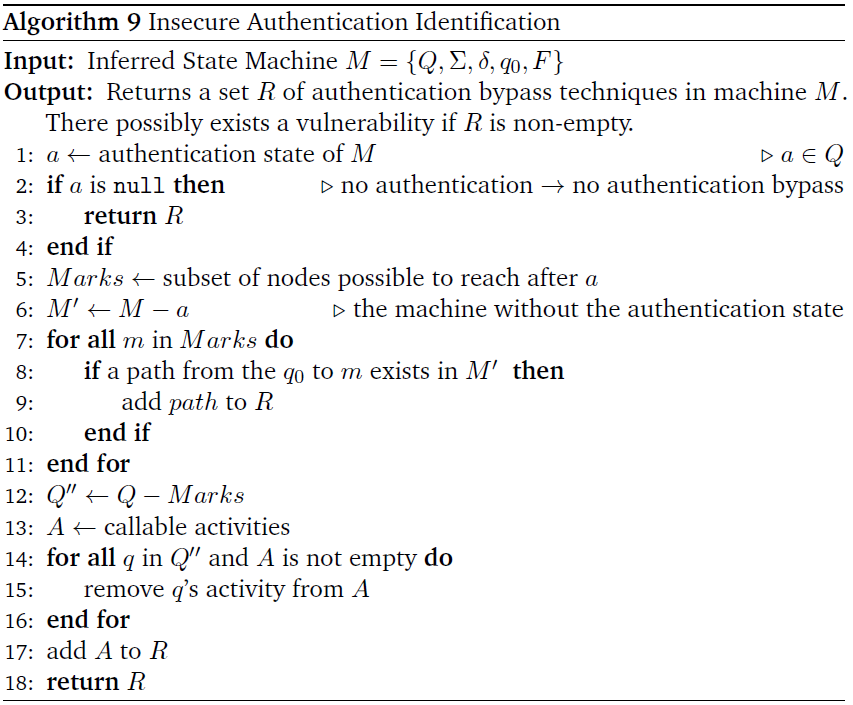 Algorithm 9 Insecure Authentication Identification
Input: Inferred State Machine M = {Q, Σ, δ, q₀, F}
Output: Returns a set R of authentication bypass techniques in machine M.
There possibly exists a vulnerability if R is non-empty.
1: a ← authentication state of M ▷ a ∈ Q
2: if a is null then ▷ no authentication → no authentication bypass
3: return R
4: end if
5: Marks ← subset of nodes possible to reach after a
6: M′ ← M − a ▷ the machine without the authentication state
7: for all m in Marks do
8: if a path from the q₀ to m exists in M′ then
9: add path to R
10: end if
11: end for
12: Q′′ ← Q − Marks
13: A ← callable activities
14: for all q in Q′′ and A is not empty do
15: remove q’s activity from A
16: end for
17: add A to R
18: return R